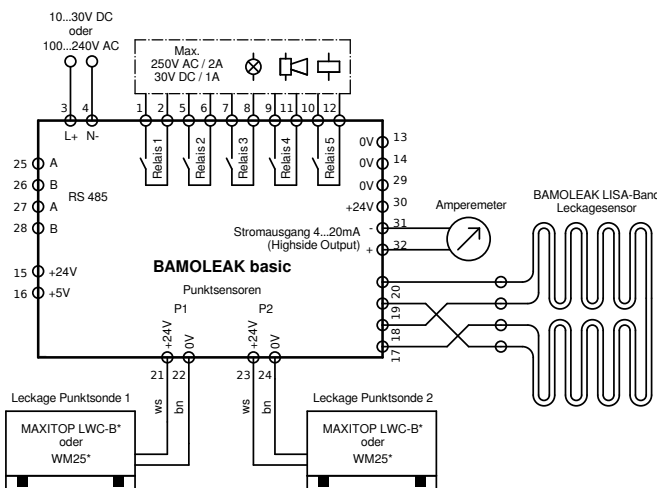 10...30V DC
oder
100...240V AC
Max.
250V AC / 2A
30V DC / 1A
3 4 1 2 5 6 7 8 9 11 10 12
L+ N-
Relais 1
Relais 2
Relais 3
Relais 4
Relais 5
25 A
26 B
27 A
28 B
RS 485
15 +24V
16 +5V
0V 13
0V 14
0V 29
+24V 30
Stromausgang 4...20mA - 31
(Highside Output) + 32
Amperemeter
BAMOLEAK LISA-Band
Leckagesensor
BAMOLEAK basic
Punktsensoren
20
19
18
17
P1 P2
+24V 0V +24V 0V
21 22 23 24
ws bn ws bn
Leckage Punktsonde 1
MAXITOP LWC-B*
oder
WM25*
Leckage Punktsonde 2
MAXITOP LWC-B*
oder
WM25*